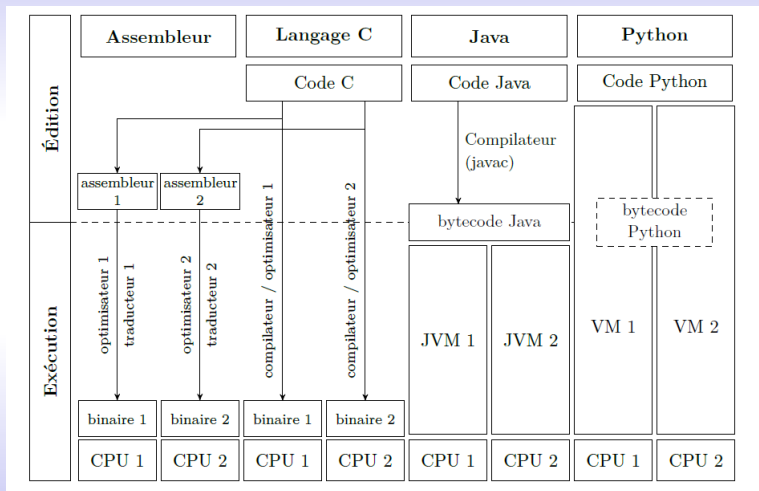 Assembleur
Langage C
Java
Python
Édition
Code C
Code Java
Code Python
Compilateur
(javac)
assembleur
1
assembleur
2
compilateur / optimisateur 1
compilateur / optimisateur 2
bytecode Java
bytecode
Python
Exécution
optimisateur 1
traducteur 1
optimisateur 2
traducteur 2
JVM 1
JVM 2
VM 1
VM 2
binaire 1
binaire 2
binaire 1
binaire 2
CPU 1
CPU 2
CPU 1
CPU 2
CPU 1
CPU 2
CPU 1
CPU 2